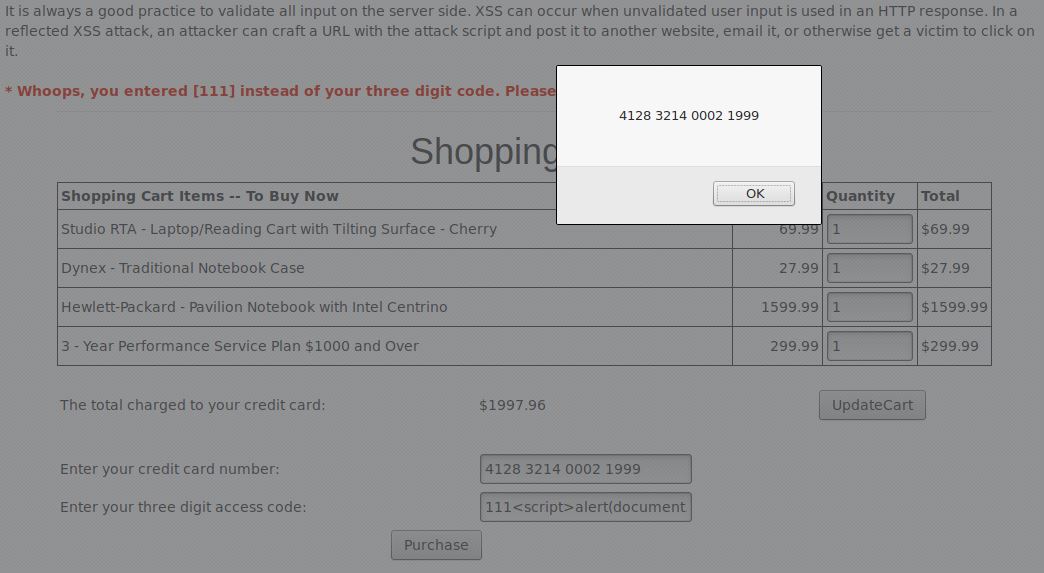 It is always a good practice to validate all input on the server side. XSS can occur when unvalidated user input is used in an HTTP response. In a
reflected XSS attack, an attacker can craft a URL with the attack script and post it to another website, email it, or otherwise get a victim to click on
it.
* Whoops, you entered [111] instead of your three digit code. Please
4128 3214 0002 1999
OK
Shopping
Shopping Cart Items -- To Buy Now Quantity Total
Studio RTA - Laptop/Reading Cart with Tilting Surface - Cherry 69.99 1 $69.99
Dynex - Traditional Notebook Case 27.99 1 $27.99
Hewlett-Packard - Pavilion Notebook with Intel Centrino 1599.99 1 $1599.99
3 - Year Performance Service Plan $1000 and Over 299.99 1 $299.99
The total charged to your credit card: $1997.96 UpdateCart
Enter your credit card number: 4128 3214 0002 1999
Enter your three digit access code: 111<script>alert(document
Purchase